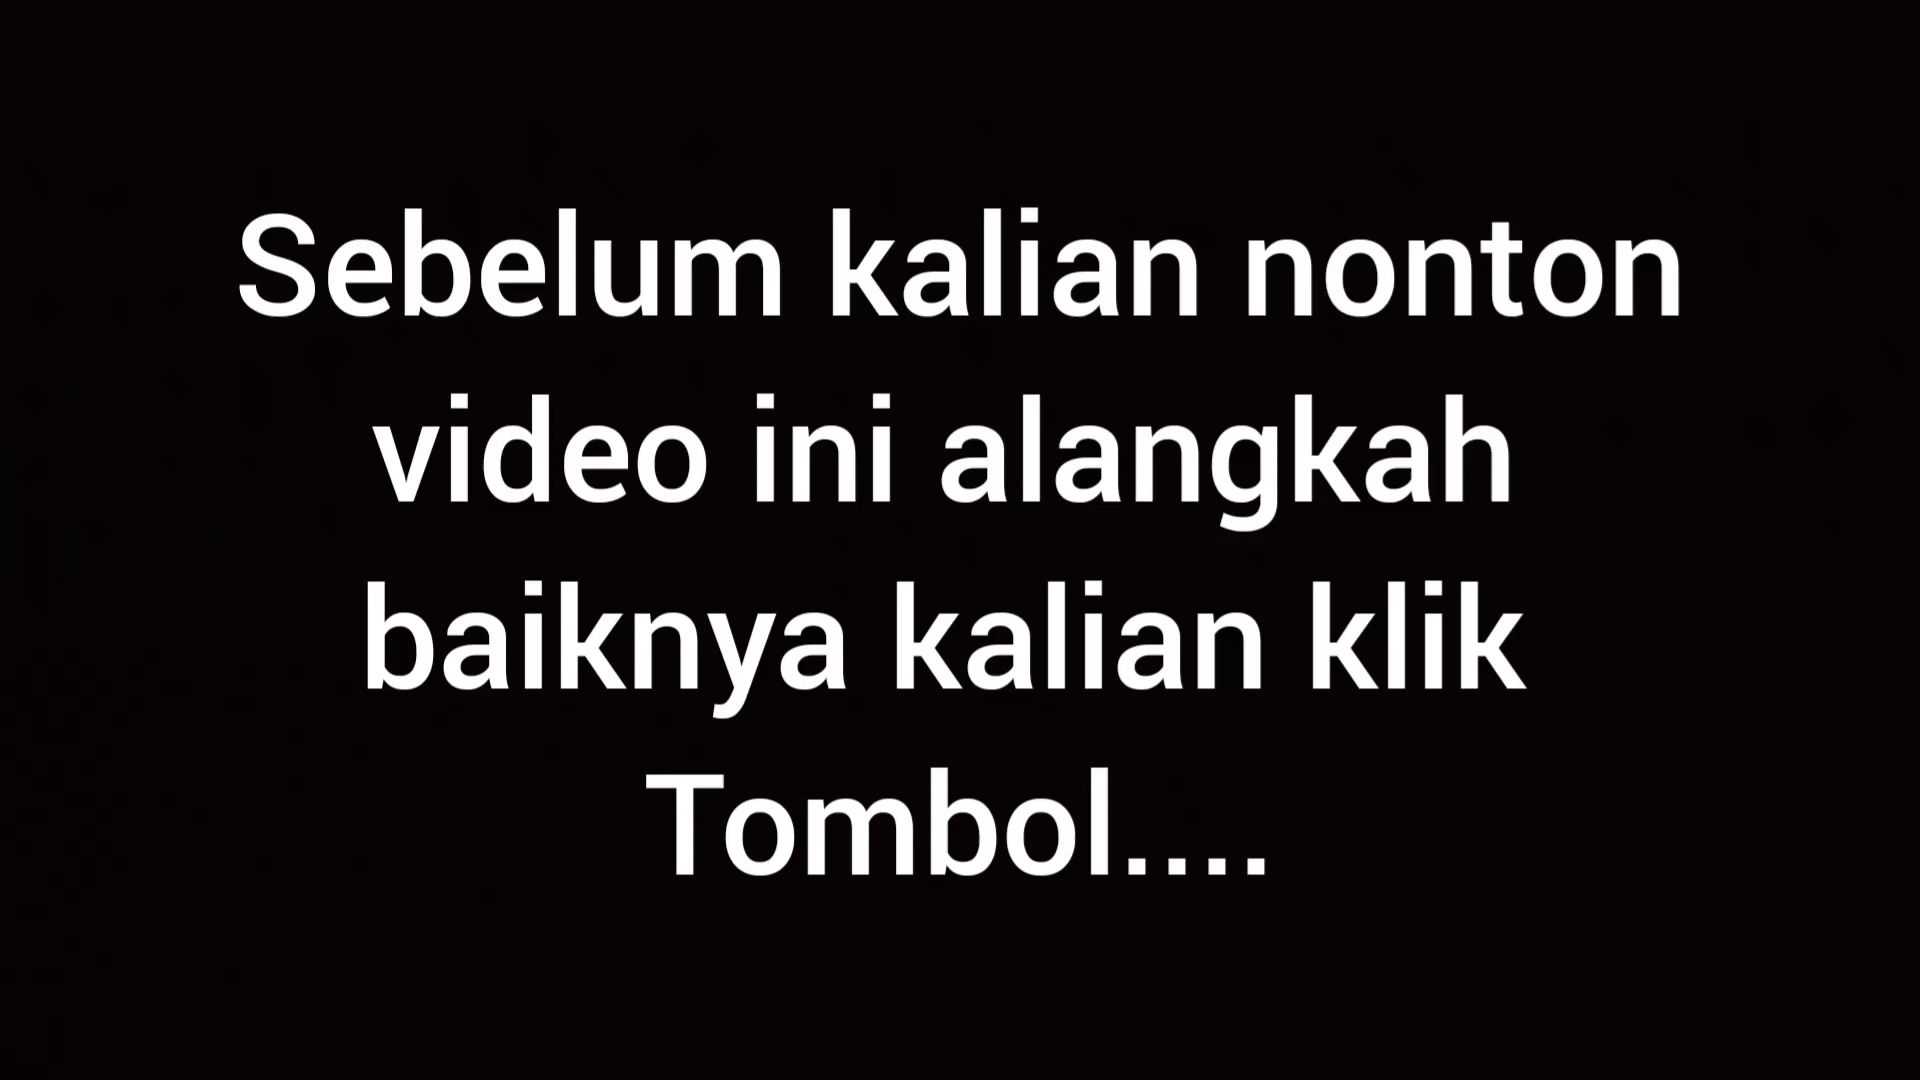 Sebelum kalian nonton
video ini alangkah
baiknya kalian klik
Tombol....